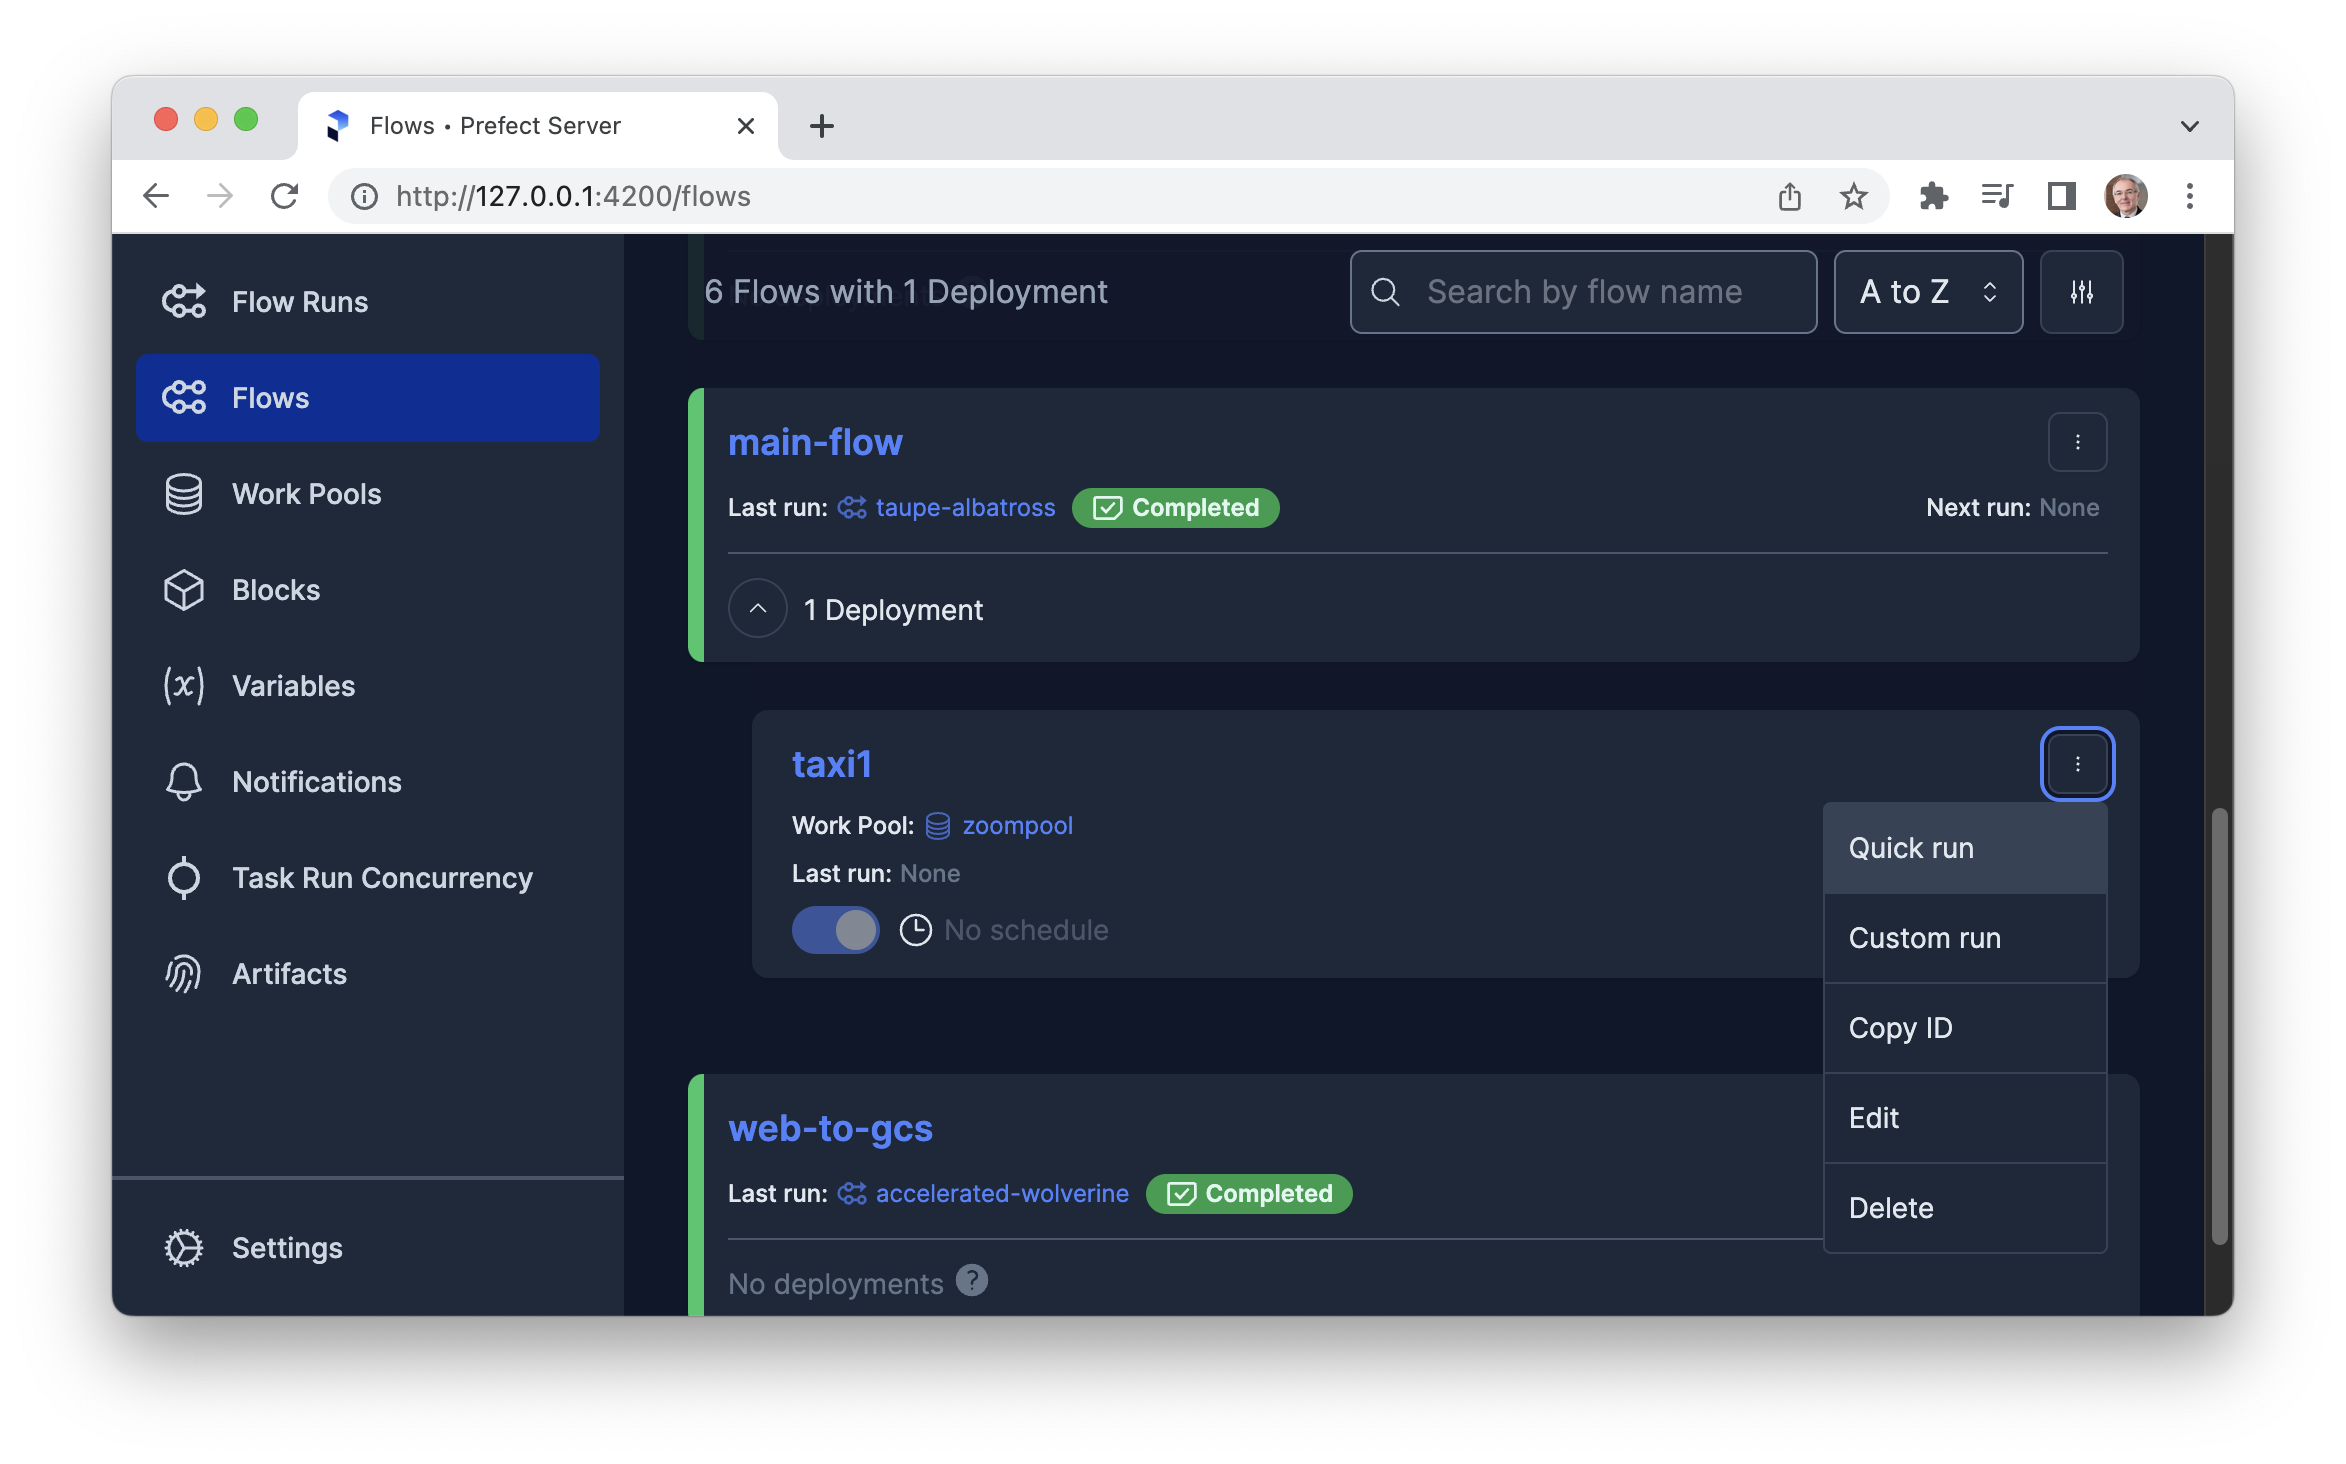 Flows • Prefect Server
http://127.0.0.1:4200/flows
Flow Runs
Flows
Work Pools
Blocks
(x) Variables
Notifications
Task Run Concurrency
Artifacts
Settings
6 Flows with 1 Deployment
Search by flow name
A to Z
main-flow
Last run: taupe-albatross Completed
Next run: None
1 Deployment
taxi1
Work Pool: zoompool
Last run: None
No schedule
Quick run
Custom run
Copy ID
Edit
Delete
web-to-gcs
Last run: accelerated-wolverine Completed
No deployments ?